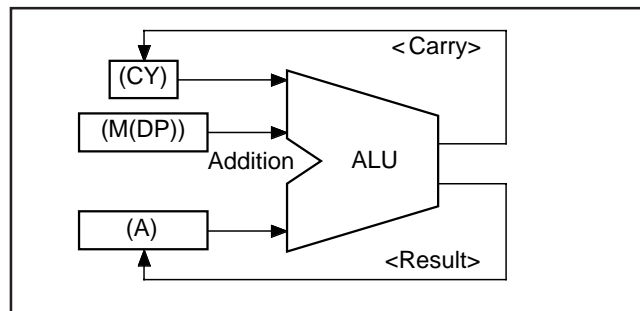 <Carry>
(CY)
(M(DP))
Addition
ALU
(A)
<Result>